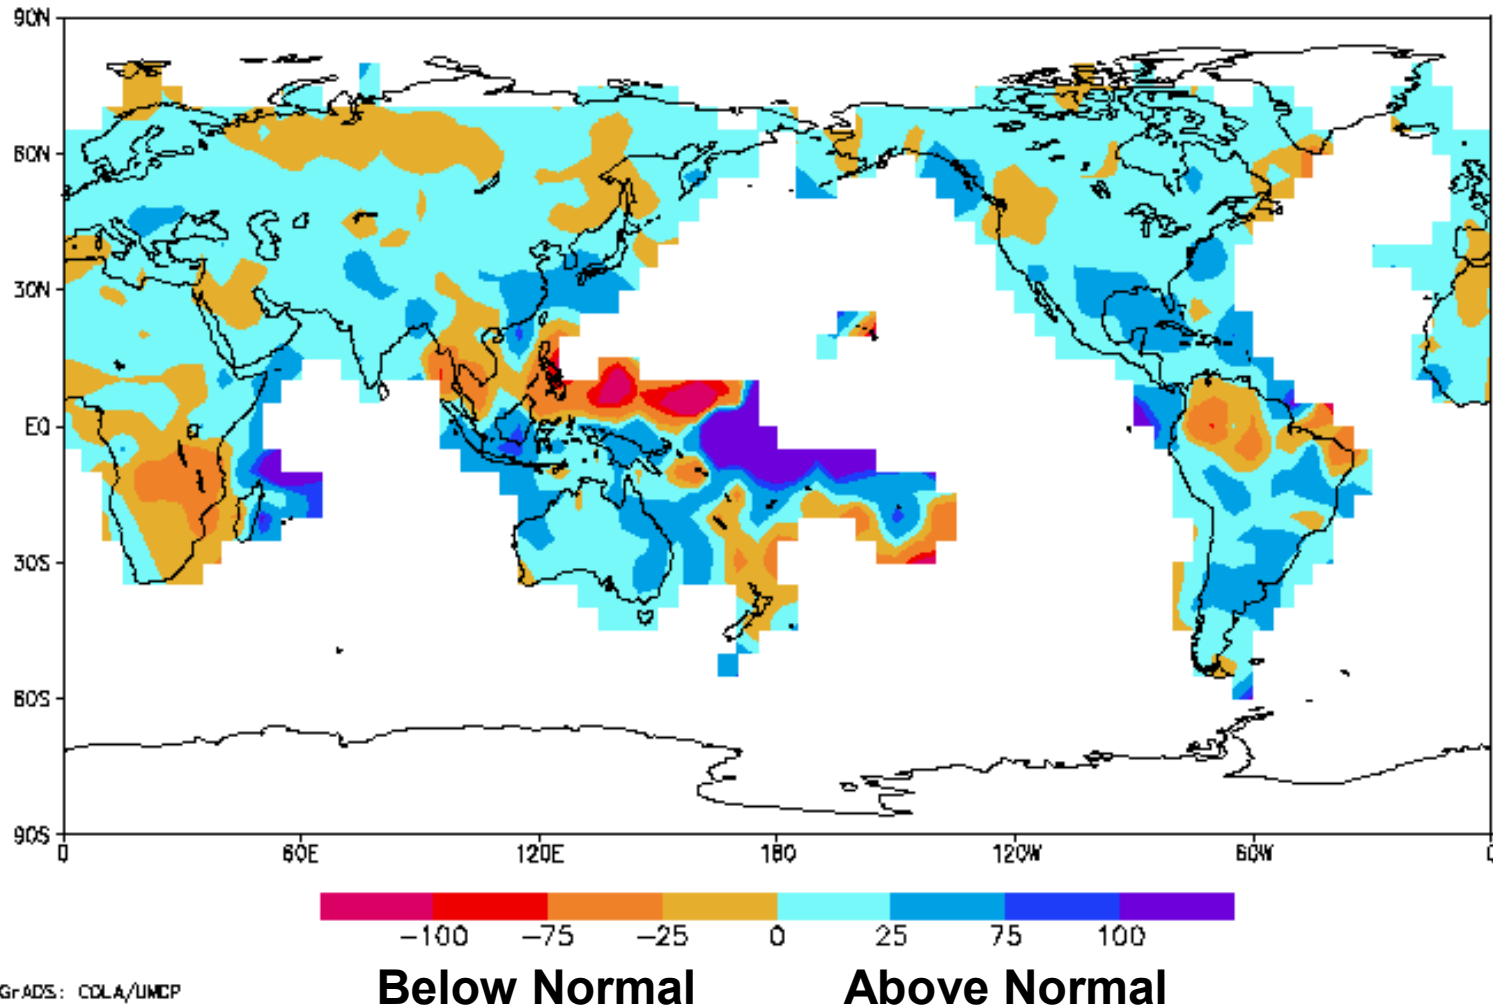 90N
60N
30N
EQ
30S
60S
90S
0 60E 120E 180 120W 60W 0
-100 -75 -25 0 25 75 100
Below Normal Above Normal
GrADS: COLA/UMCP